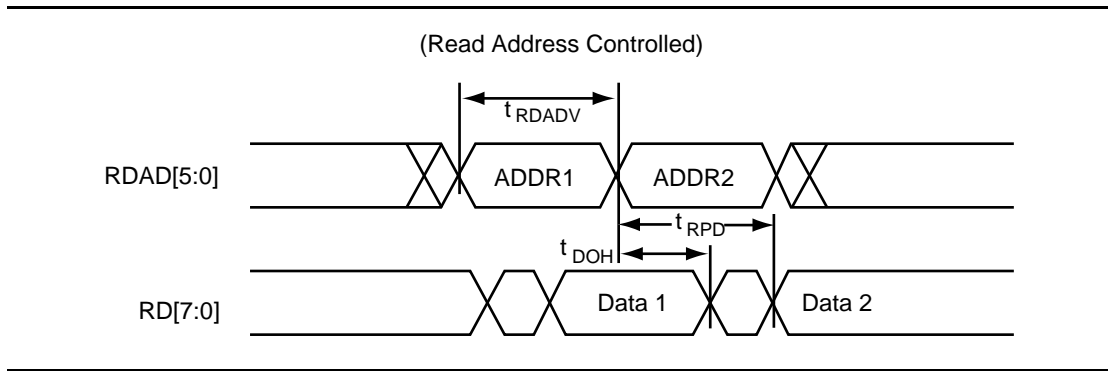 (Read Address Controlled)
t RDADV
RDAD[5:0]
ADDR1
ADDR2
t RPD
t DOH
RD[7:0]
Data 1
Data 2